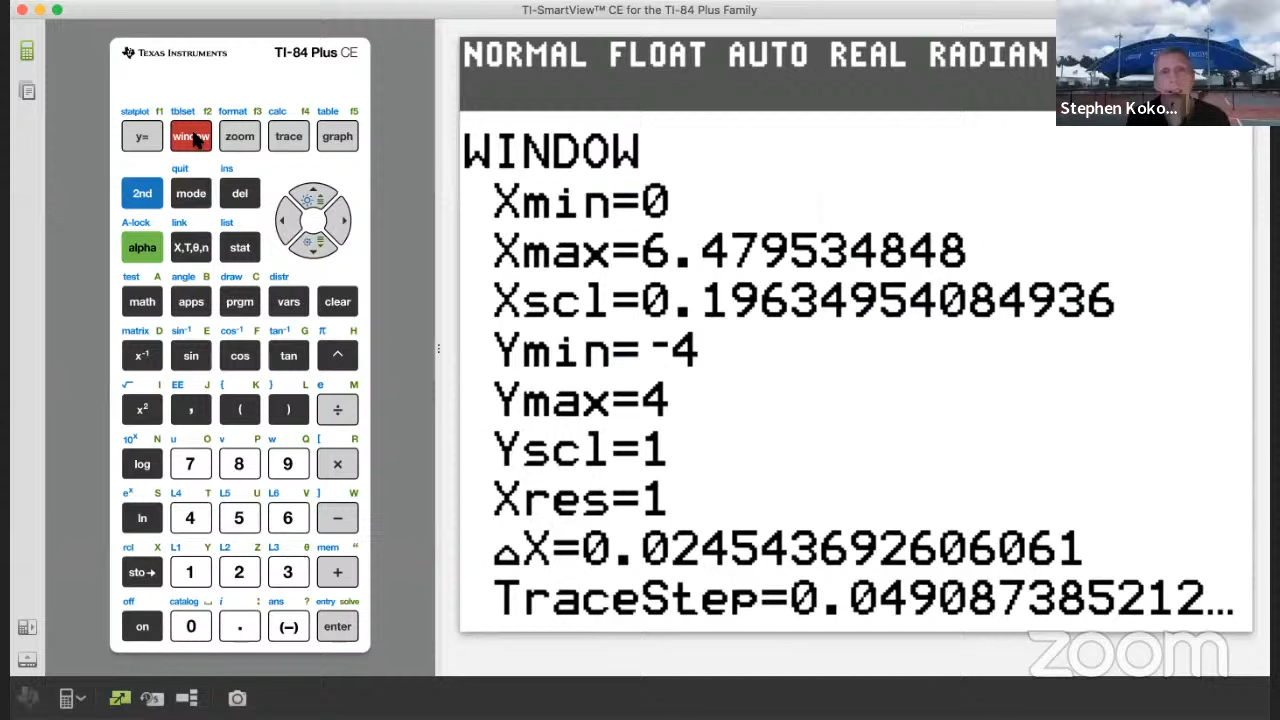 TI-SmartView™ CE for the TI-84 Plus Family
TEXAS INSTRUMENTS TI-84 Plus CE
statplot f1 tblset f2 format f3 calc f4 table f5
y= window zoom trace graph
quit ins
2nd mode del
A-lock link list
alpha X,T,θ,n stat
test A angle B draw C distr
math apps prgm vars clear
matrix D sin⁻¹ E cos⁻¹ F tan⁻¹ G π H
x⁻¹ sin cos tan ^
√ I EE J { K } L e M
x² , ( ) ÷
10ˣ N u O v P w Q [ R
log 7 8 9 ×
eˣ S L4 T L5 U L6 V ] W
ln 4 5 6 −
rcl X L1 Y L2 Z L3 θ mem “
sto→ 1 2 3 +
off catalog ⎵ i : ans ? entry solve
on 0 . (−) enter
NORMAL FLOAT AUTO REAL RADIAN
WINDOW
Xmin=0
Xmax=6.479534848
Xscl=0.19634954084936
Ymin=-4
Ymax=4
Yscl=1
Xres=1
△X=0.024543692606061
TraceStep=0.049087385212…
Stephen Koko...
zoom